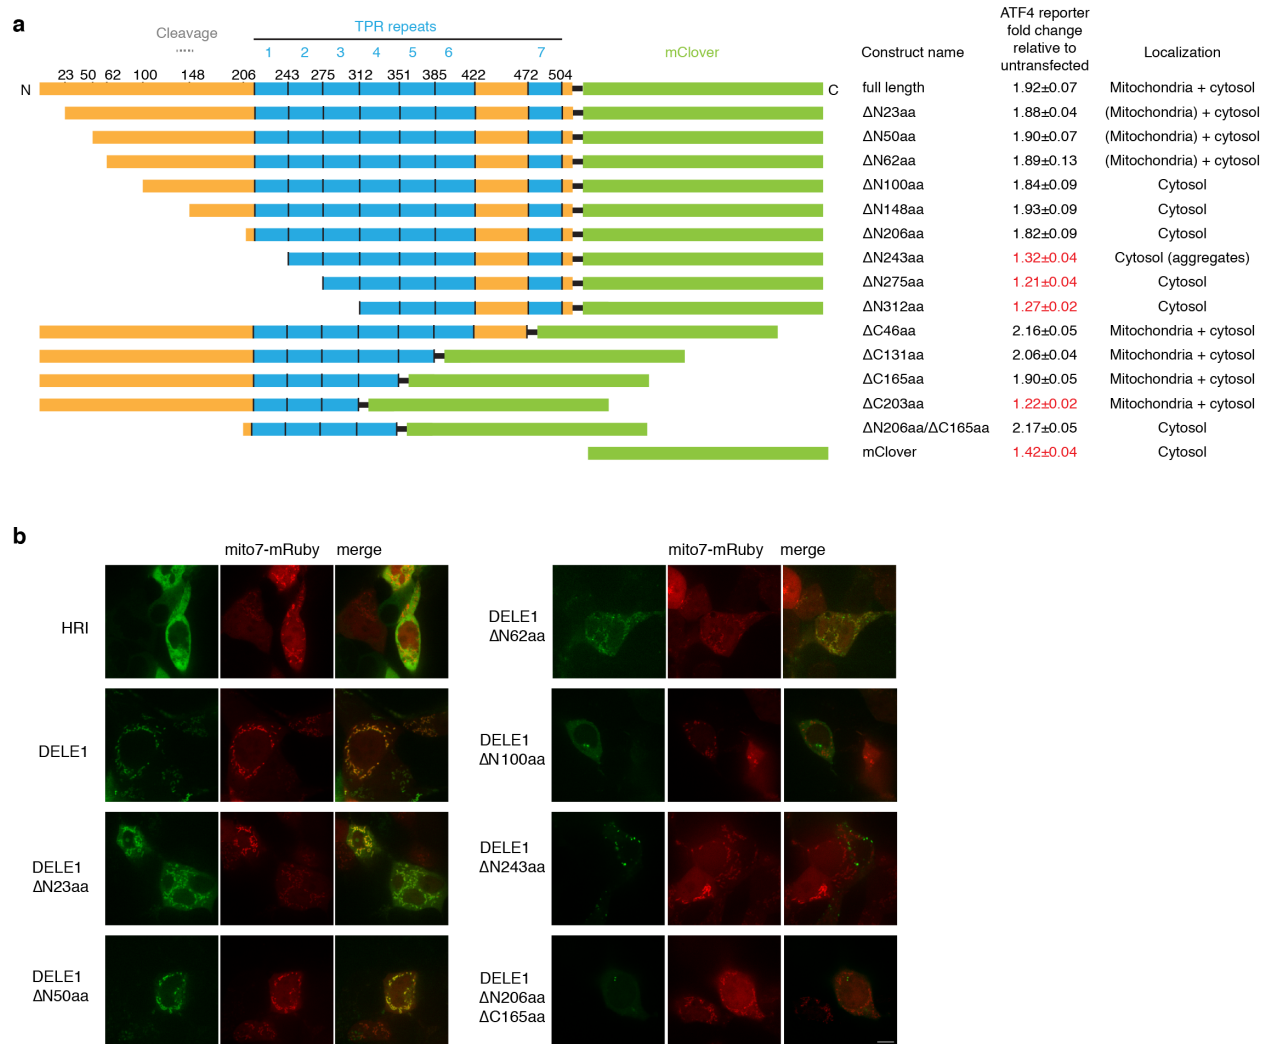 a
Cleavage
TPR repeats
1 2 3 4 5 6 7
mClover
ATF4 reporter
fold change
relative to
untransfected
Construct name
Localization
23 50 62 100 148 206 243 275 312 351 385 422 472 504
N
C
full length 1.92±0.07 Mitochondria + cytosol
ΔN23aa 1.88±0.04 (Mitochondria) + cytosol
ΔN50aa 1.90±0.07 (Mitochondria) + cytosol
ΔN62aa 1.89±0.13 (Mitochondria) + cytosol
ΔN100aa 1.84±0.09 Cytosol
ΔN148aa 1.93±0.09 Cytosol
ΔN206aa 1.82±0.09 Cytosol
ΔN243aa 1.32±0.04 Cytosol (aggregates)
ΔN275aa 1.21±0.04 Cytosol
ΔN312aa 1.27±0.02 Cytosol
ΔC46aa 2.16±0.05 Mitochondria + cytosol
ΔC131aa 2.06±0.04 Mitochondria + cytosol
ΔC165aa 1.90±0.05 Mitochondria + cytosol
ΔC203aa 1.22±0.02 Mitochondria + cytosol
ΔN206aa/ΔC165aa 2.17±0.05 Cytosol
mClover 1.42±0.04 Cytosol
b
mito7-mRuby merge
HRI
DELE1
DELE1
ΔN23aa
DELE1
ΔN50aa
mito7-mRuby merge
DELE1
ΔN62aa
DELE1
ΔN100aa
DELE1
ΔN243aa
DELE1
ΔN206aa
ΔC165aa